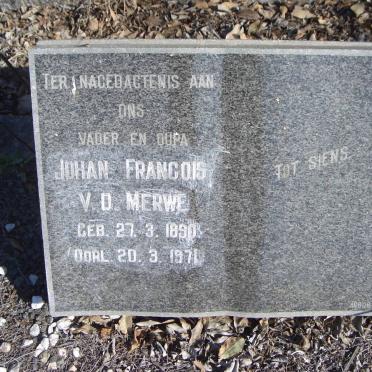 TER NAGEDAGTENIS AAN
ONS
VADER EN OUPA
JOHAN FRANCOIS
V.D. MERWE
GEB. 27. 3. 1890
OORL. 20. 3. 1971
TOT SIENS